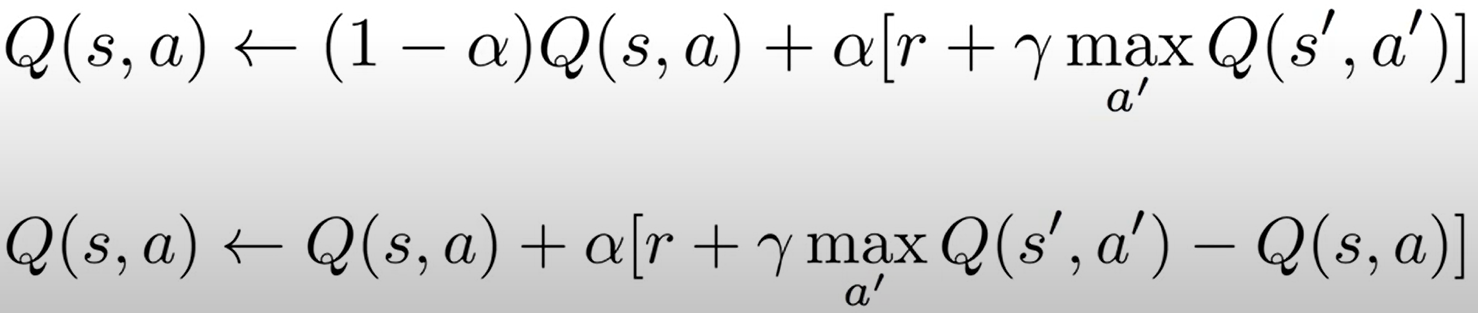 Q(s, a) ← (1 − α)Q(s, a) + α[r + γ max_{a′} Q(s′, a′)]
Q(s, a) ← Q(s, a) + α[r + γ max_{a′} Q(s′, a′) − Q(s, a)]